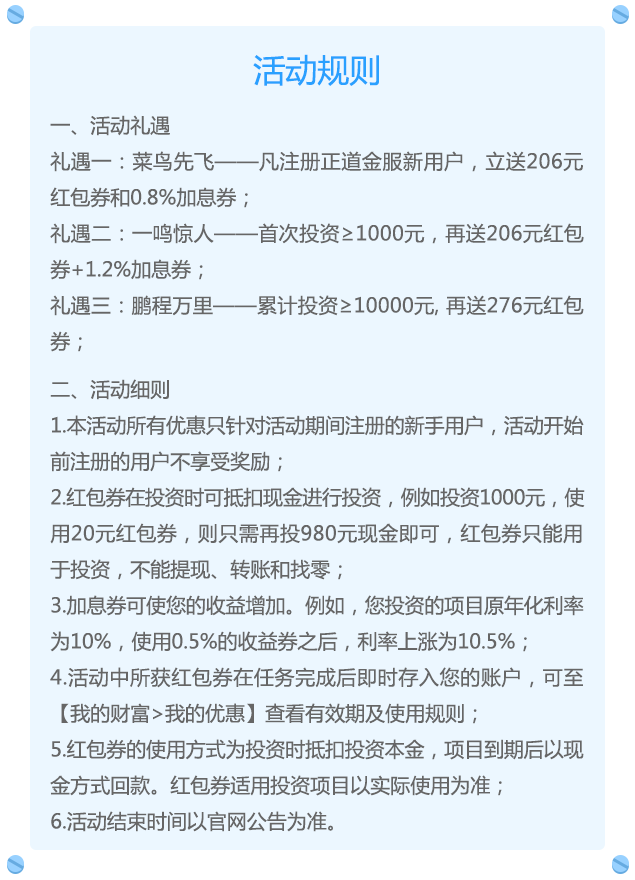 活动规则
一、活动礼遇
礼遇一：菜鸟先飞——凡注册正道金服新用户，立送206元
红包券和0.8%加息券；
礼遇二：一鸣惊人——首次投资≥1000元，再送206元红包
券+1.2%加息券；
礼遇三：鹏程万里——累计投资≥10000元, 再送276元红包
券；
二、活动细则
1.本活动所有优惠只针对活动期间注册的新手用户，活动开始
前注册的用户不享受奖励；
2.红包券在投资时可抵扣现金进行投资，例如投资1000元，使
用20元红包券，则只需再投980元现金即可，红包券只能用
于投资，不能提现、转账和找零；
3.加息券可使您的收益增加。例如，您投资的项目原年化利率
为10%，使用0.5%的收益券之后，利率上涨为10.5%；
4.活动中所获红包券在任务完成后即时存入您的账户，可至
【我的财富>我的优惠】查看有效期及使用规则；
5.红包券的使用方式为投资时抵扣投资本金，项目到期后以现
金方式回款。红包券适用投资项目以实际使用为准；
6.活动结束时间以官网公告为准。